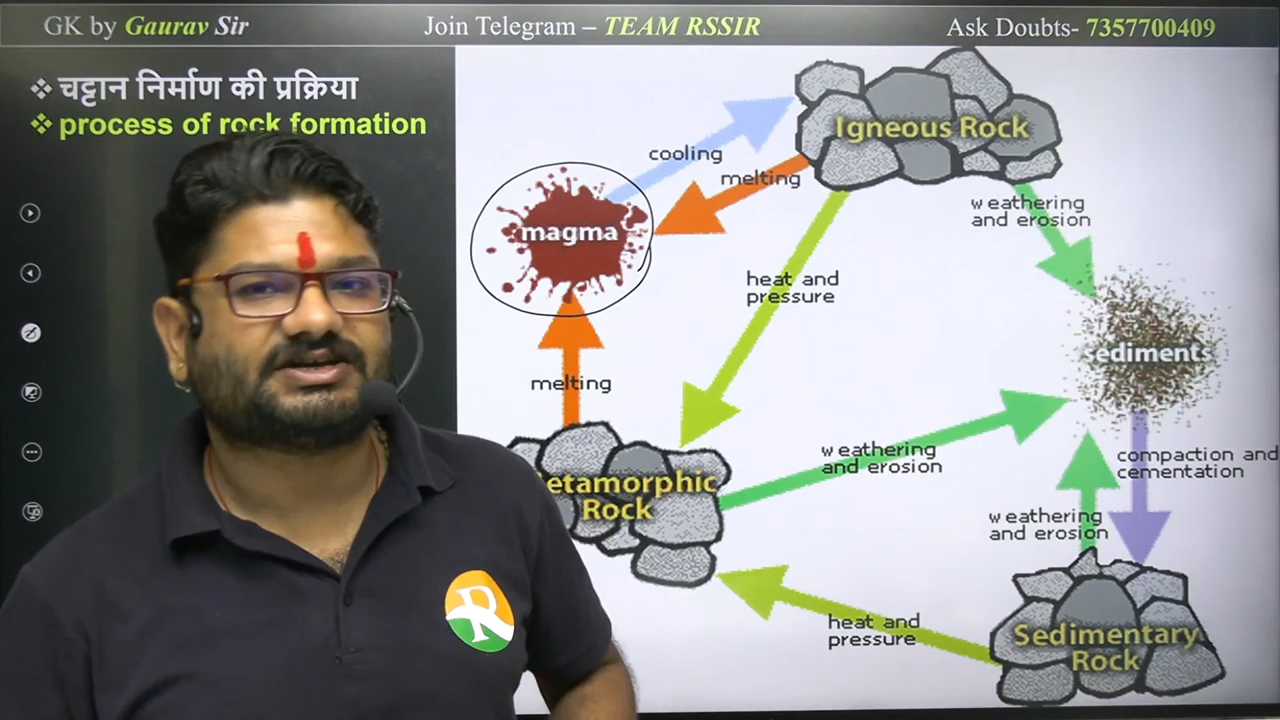 GK by Gaurav Sir
Join Telegram – TEAM RSSIR
Ask Doubts- 7357700409
❖ चट्टान निर्माण की प्रक्रिया
❖ process of rock formation
Igneous Rock
cooling
melting
magma
weathering
and erosion
heat and
pressure
sediments
melting
weathering
and erosion
compaction and
cementation
etamorphic
Rock
weathering
and erosion
heat and
pressure
Sedimentary
Rock
R